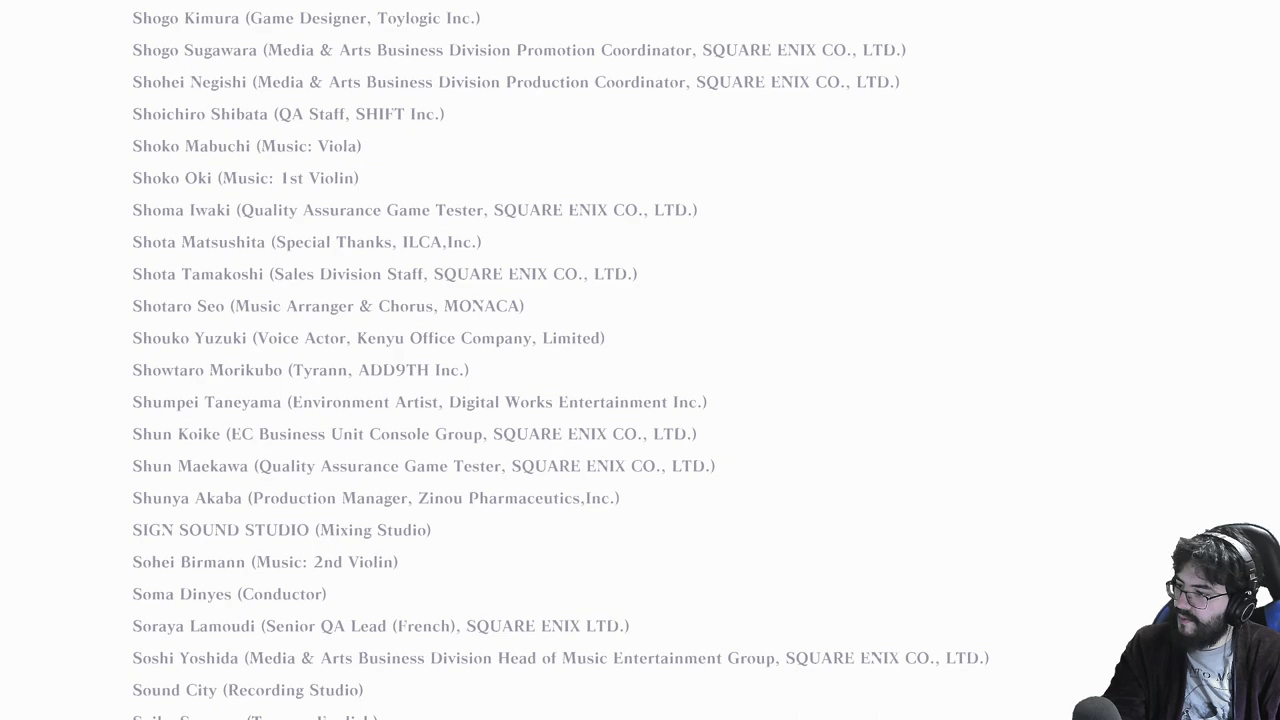 Shogo Kimura (Game Designer, Toylogic Inc.)
Shogo Sugawara (Media & Arts Business Division Promotion Coordinator, SQUARE ENIX CO., LTD.)
Shohei Negishi (Media & Arts Business Division Production Coordinator, SQUARE ENIX CO., LTD.)
Shoichiro Shibata (QA Staff, SHIFT Inc.)
Shoko Mabuchi (Music: Viola)
Shoko Oki (Music: 1st Violin)
Shoma Iwaki (Quality Assurance Game Tester, SQUARE ENIX CO., LTD.)
Shota Matsushita (Special Thanks, ILCA,Inc.)
Shota Tamakoshi (Sales Division Staff, SQUARE ENIX CO., LTD.)
Shotaro Seo (Music Arranger & Chorus, MONACA)
Shouko Yuzuki (Voice Actor, Kenyu Office Company, Limited)
Showtaro Morikubo (Tyrann, ADD9TH Inc.)
Shumpei Taneyama (Environment Artist, Digital Works Entertainment Inc.)
Shun Koike (EC Business Unit Console Group, SQUARE ENIX CO., LTD.)
Shun Maekawa (Quality Assurance Game Tester, SQUARE ENIX CO., LTD.)
Shunya Akaba (Production Manager, Zinou Pharmaceutics,Inc.)
SIGN SOUND STUDIO (Mixing Studio)
Sohei Birmann (Music: 2nd Violin)
Soma Dinyes (Conductor)
Soraya Lamoudi (Senior QA Lead (French), SQUARE ENIX LTD.)
Soshi Yoshida (Media & Arts Business Division Head of Music Entertainment Group, SQUARE ENIX CO., LTD.)
Sound City (Recording Studio)